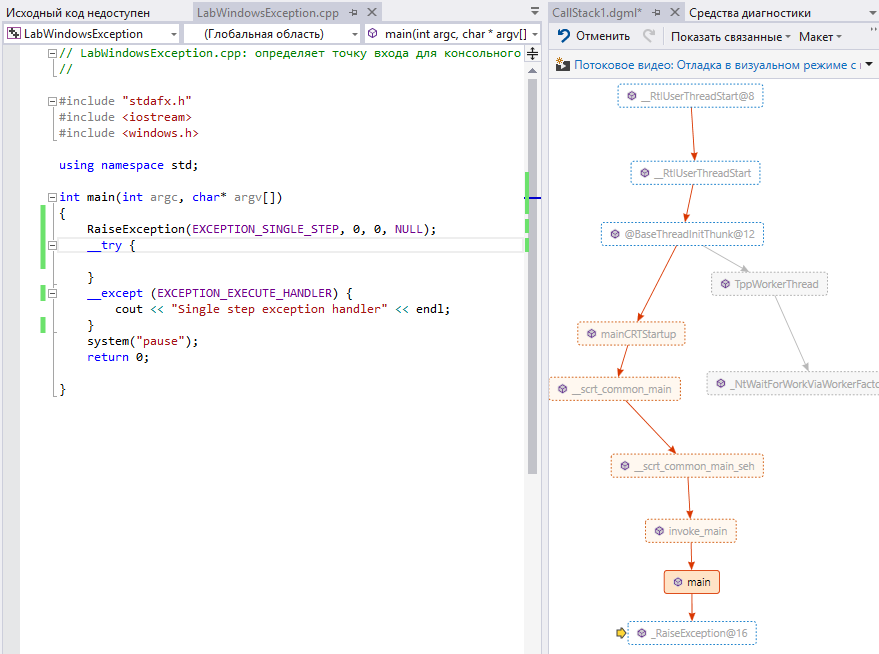 Исходный код недоступен
LabWindowsException.cpp
LabWindowsException
(Глобальная область)
main(int argc, char * argv[])
// LabWindowsException.cpp: определяет точку входа для консольного
//
#include "stdafx.h"
#include <iostream>
#include <windows.h>
using namespace std;
int main(int argc, char* argv[])
{
RaiseException(EXCEPTION_SINGLE_STEP, 0, 0, NULL);
__try {
}
__except (EXCEPTION_EXECUTE_HANDLER) {
cout << "Single step exception handler" << endl;
}
system("pause");
return 0;
}
CallStack1.dgml*
Средства диагностики
Отменить
Показать связанные
Макет
Потоковое видео: Отладка в визуальном режиме с
__RtlUserThreadStart@8
__RtlUserThreadStart
@BaseThreadInitThunk@12
TppWorkerThread
mainCRTStartup
__scrt_common_main
_NtWaitForWorkViaWorkerFacto
__scrt_common_main_seh
invoke_main
main
_RaiseException@16